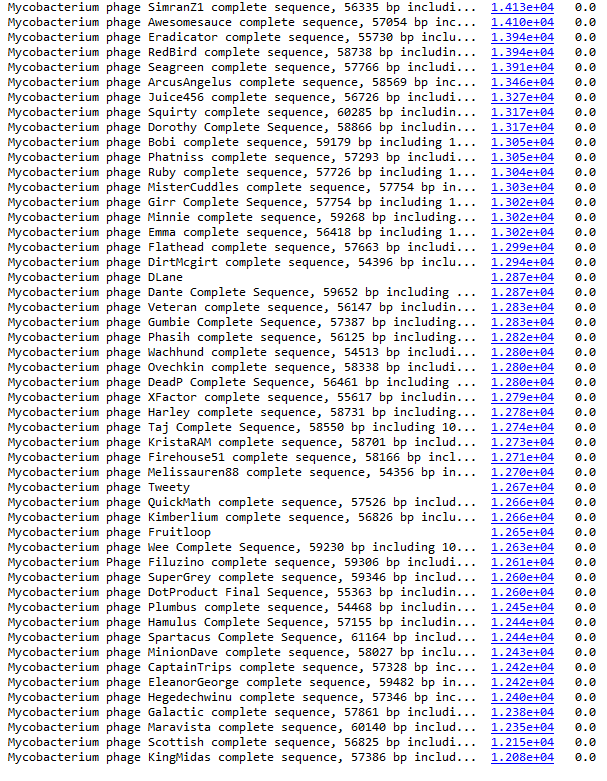 Mycobacterium phage SimranZ1 complete sequence, 56335 bp includi... 1.413e+04 0.0
Mycobacterium phage Awesomesauce complete sequence, 57054 bp inc... 1.410e+04 0.0
Mycobacterium phage Eradicator complete sequence, 55730 bp inclu... 1.394e+04 0.0
Mycobacterium phage RedBird complete sequence, 58738 bp includin... 1.394e+04 0.0
Mycobacterium phage Seagreen complete sequence, 57766 bp includi... 1.391e+04 0.0
Mycobacterium phage ArcusAngelus complete sequence, 58569 bp inc... 1.346e+04 0.0
Mycobacterium phage Juice456 complete sequence, 56726 bp includi... 1.327e+04 0.0
Mycobacterium phage Squirty complete sequence, 60285 bp includin... 1.317e+04 0.0
Mycobacterium phage Dorothy Complete sequence, 58866 bp includin... 1.317e+04 0.0
Mycobacterium phage Bobi complete sequence, 59179 bp including 1... 1.305e+04 0.0
Mycobacterium phage Phatniss complete sequence, 57293 bp includi... 1.305e+04 0.0
Mycobacterium phage Ruby complete sequence, 57726 bp including 1... 1.304e+04 0.0
Mycobacterium phage MisterCuddles complete sequence, 57754 bp in... 1.303e+04 0.0
Mycobacterium phage Girr Complete sequence, 57754 bp including 1... 1.302e+04 0.0
Mycobacterium phage Minnie complete sequence, 59268 bp including... 1.302e+04 0.0
Mycobacterium phage Emma complete sequence, 56418 bp including 1... 1.302e+04 0.0
Mycobacterium phage Flathead complete sequence, 57663 bp includi... 1.299e+04 0.0
Mycobacterium phage DirtMcgirt complete sequence, 54396 bp inclu... 1.294e+04 0.0
Mycobacterium phage DLane 1.287e+04 0.0
Mycobacterium phage Dante Complete Sequence, 59652 bp including ... 1.287e+04 0.0
Mycobacterium phage Veteran complete sequence, 56147 bp includin... 1.283e+04 0.0
Mycobacterium phage Gumbie Complete sequence, 57387 bp including... 1.283e+04 0.0
Mycobacterium phage Phasih complete sequence, 56125 bp including... 1.282e+04 0.0
Mycobacterium phage Wachhund complete sequence, 54513 bp includi... 1.280e+04 0.0
Mycobacterium phage Ovechkin complete sequence, 58338 bp includi... 1.280e+04 0.0
Mycobacterium phage DeadP Complete Sequence, 56461 bp including ... 1.280e+04 0.0
Mycobacterium phage XFactor complete sequence, 55617 bp includin... 1.279e+04 0.0
Mycobacterium phage Harley complete sequence, 58731 bp including... 1.278e+04 0.0
Mycobacterium phage Taj Complete Sequence, 58550 bp including 10... 1.274e+04 0.0
Mycobacterium phage KristaRAM complete sequence, 58701 bp includ... 1.273e+04 0.0
Mycobacterium phage Firehouse51 complete sequence, 58166 bp incl... 1.271e+04 0.0
Mycobacterium phage Melissauren88 complete sequence, 54356 bp in... 1.270e+04 0.0
Mycobacterium phage Tweety 1.267e+04 0.0
Mycobacterium phage QuickMath complete sequence, 57526 bp includ... 1.266e+04 0.0
Mycobacterium phage Kimberlium complete sequence, 56826 bp inclu... 1.266e+04 0.0
Mycobacterium phage Fruitloop 1.265e+04 0.0
Mycobacterium phage Wee Complete Sequence, 59230 bp including 10... 1.263e+04 0.0
Mycobacterium Phage Filuzino complete sequence, 59306 bp includi... 1.261e+04 0.0
Mycobacterium phage SuperGrey complete sequence, 59346 bp includ... 1.260e+04 0.0
Mycobacterium phage DotProduct Final Sequence, 55363 bp includin... 1.260e+04 0.0
Mycobacterium phage Plumbus complete sequence, 54468 bp includin... 1.245e+04 0.0
Mycobacterium phage Hamulus Complete sequence, 57155 bp includin... 1.244e+04 0.0
Mycobacterium phage Spartacus Complete Sequence, 61164 bp includ... 1.244e+04 0.0
Mycobacterium phage MinionDave complete sequence, 58027 bp inclu... 1.243e+04 0.0
Mycobacterium phage CaptainTrips complete sequence, 57328 bp inc... 1.242e+04 0.0
Mycobacterium phage EleanorGeorge complete sequence, 59482 bp in... 1.242e+04 0.0
Mycobacterium phage Hegedechwinu complete sequence, 57346 bp inc... 1.240e+04 0.0
Mycobacterium phage Galactic complete sequence, 57861 bp includi... 1.238e+04 0.0
Mycobacterium phage Maravista complete sequence, 60140 bp includ... 1.235e+04 0.0
Mycobacterium phage Scottish complete sequence, 56825 bp includi... 1.215e+04 0.0
Mycobacterium phage KingMidas complete sequence, 57386 bp includ... 1.208e+04 0.0